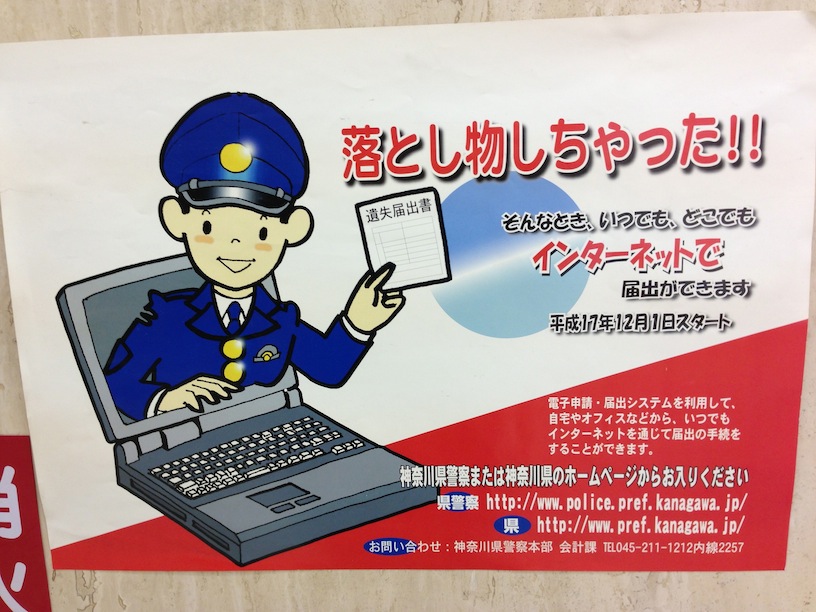 落とし物しちゃった!!
遺失届出書
そんなとき、いつでも、どこでも
インターネットで
届出ができます
平成17年12月1日スタート
電子申請・届出システムを利用して、
自宅やオフィスなどから、いつでも
インターネットを通じて届出の手続を
することができます。
神奈川県警察または神奈川県のホームページからお入りください
県警察 http://www.police.pref.kanagawa.jp/
県 http://www.pref.kanagawa.jp/
お問い合わせ：神奈川県警察本部 会計課 TEL045-211-1212内線2257